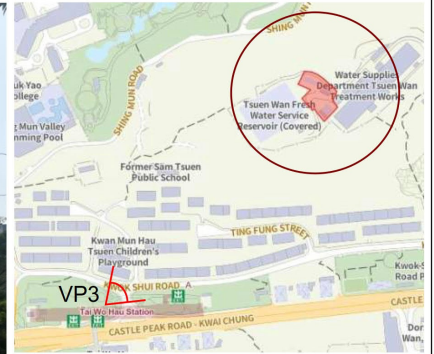 SHING MUN
uk Yao
ollege
SHING MUN ROAD
g Mun Valley
mming Pool
Water Supplies
Department Tsuen Wan
Treatment Works
Tsuen Wan Fresh
Water Service
Reservoir (Covered)
Former Sam Tsuen
Public School
TING FUNG STREET
Kwan Mun Hau
Tsuen Children's
Playground
KWOK SHUI ROAD
A
VP3
Tai Wo Hau Station
CASTLE PEAK ROAD - KWAI CHUNG
CASTLE
Kwok-S
Road P
Dor
Wan,